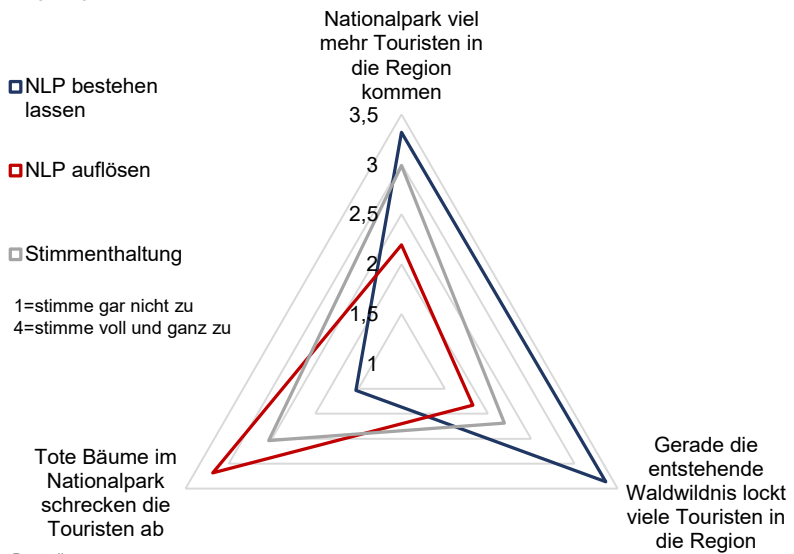 Nationalpark viel
mehr Touristen in
die Region
kommen
NLP bestehen
lassen
NLP auflösen
Stimmenthaltung
1=stimme gar nicht zu
4=stimme voll und ganz zu
3,5
3
2,5
2
1,5
1
Tote Bäume im
Nationalpark
schrecken die
Touristen ab
Gerade die
entstehende
Waldwildnis lockt
viele Touristen in
die Region